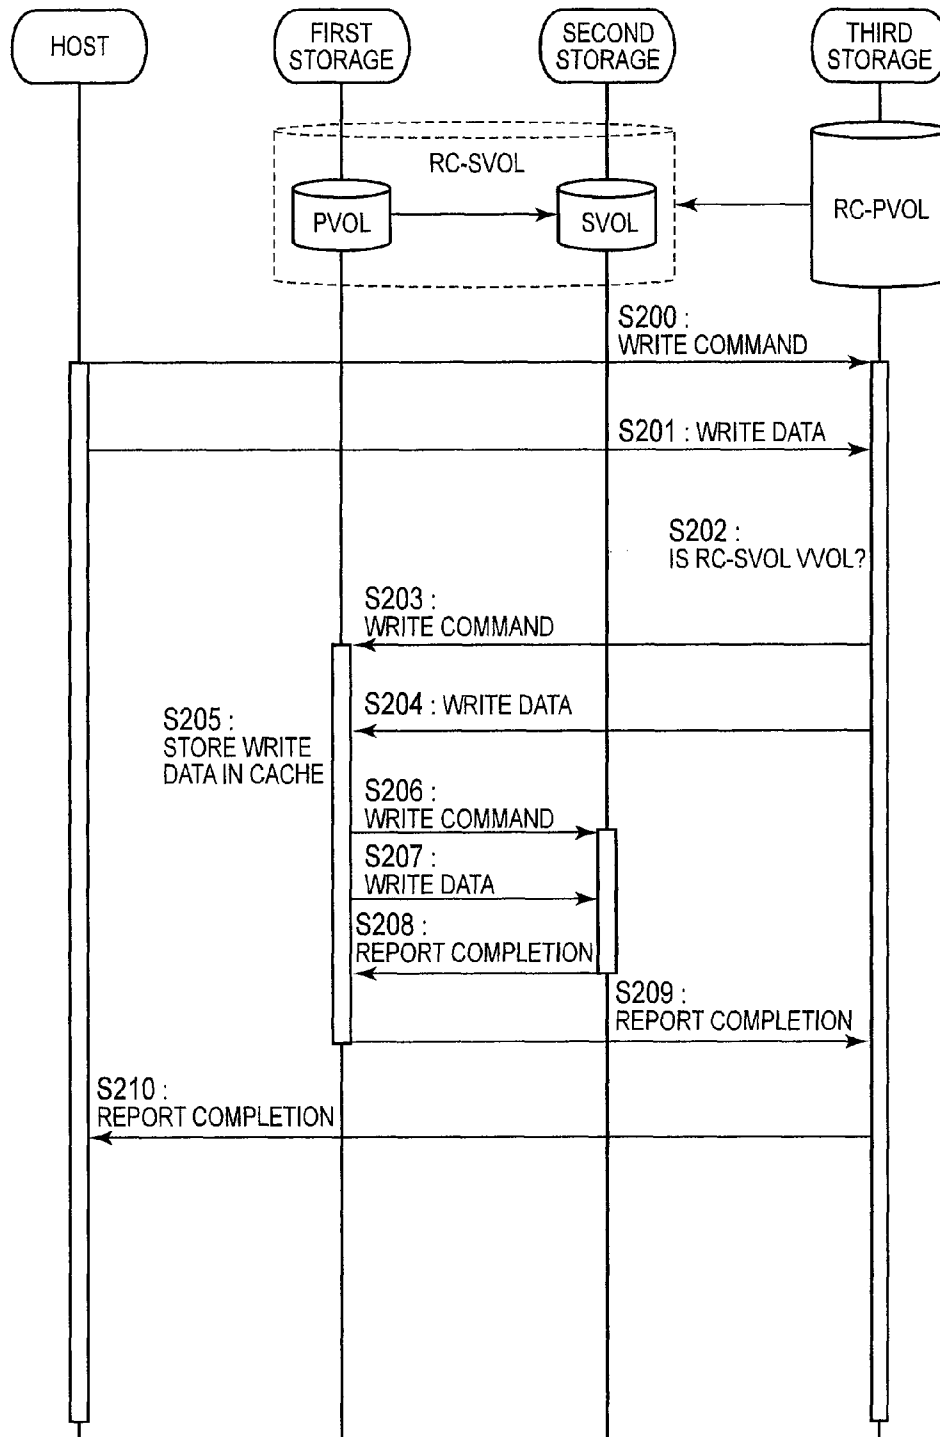 HOST
FIRST
STORAGE
SECOND
STORAGE
THIRD
STORAGE
RC-SVOL
PVOL
SVOL
RC-PVOL
S200 :
WRITE COMMAND
S201 : WRITE DATA
S202 :
IS RC-SVOL VVOL?
S203 :
WRITE COMMAND
S204 : WRITE DATA
S205 :
STORE WRITE
DATA IN CACHE
S206 :
WRITE COMMAND
S207 :
WRITE DATA
S208 :
REPORT COMPLETION
S209 :
REPORT COMPLETION
S210 :
REPORT COMPLETION